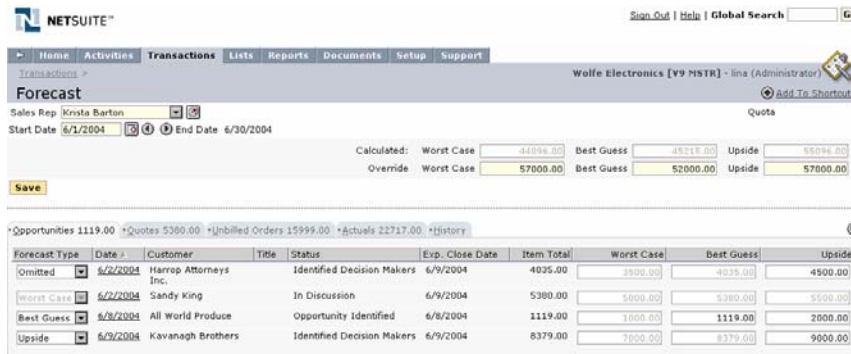 NETSUITE™
Sign Out | Help | Global Search
Home Activities Transactions Lists Reports Documents Setup Support
Transactions >
Wolfe Electronics [V9 MSTR] - lina (Administrator)
Forecast
Add To Shortcut
Sales Rep Krista Barton
Quota
Start Date 6/1/2004 End Date 6/30/2004
Calculated: Worst Case 44096.00 Best Guess 45215.00 Upside 55096.00
Override Worst Case 57000.00 Best Guess 52000.00 Upside 57000.00
Save
•Opportunities 1119.00 •Quotes 5380.00 •Unbilled Orders 15999.00 •Actuals 22717.00 •History
Forecast Type Date Customer Title Status Exp. Close Date Item Total Worst Case Best Guess Upside
Omitted 6/2/2004 Harrop Attorneys Inc. Identified Decision Makers 6/9/2004 4035.00 3500.00 4035.00 4500.00
Worst Case 6/2/2004 Sandy King In Discussion 6/9/2004 5380.00 5000.00 5380.00 5500.00
Best Guess 6/8/2004 All World Produce Opportunity Identified 6/8/2004 1119.00 1000.00 1119.00 2000.00
Upside 6/9/2004 Kavanagh Brothers Identified Decision Makers 6/9/2004 8379.00 7000.00 8379.00 9000.00